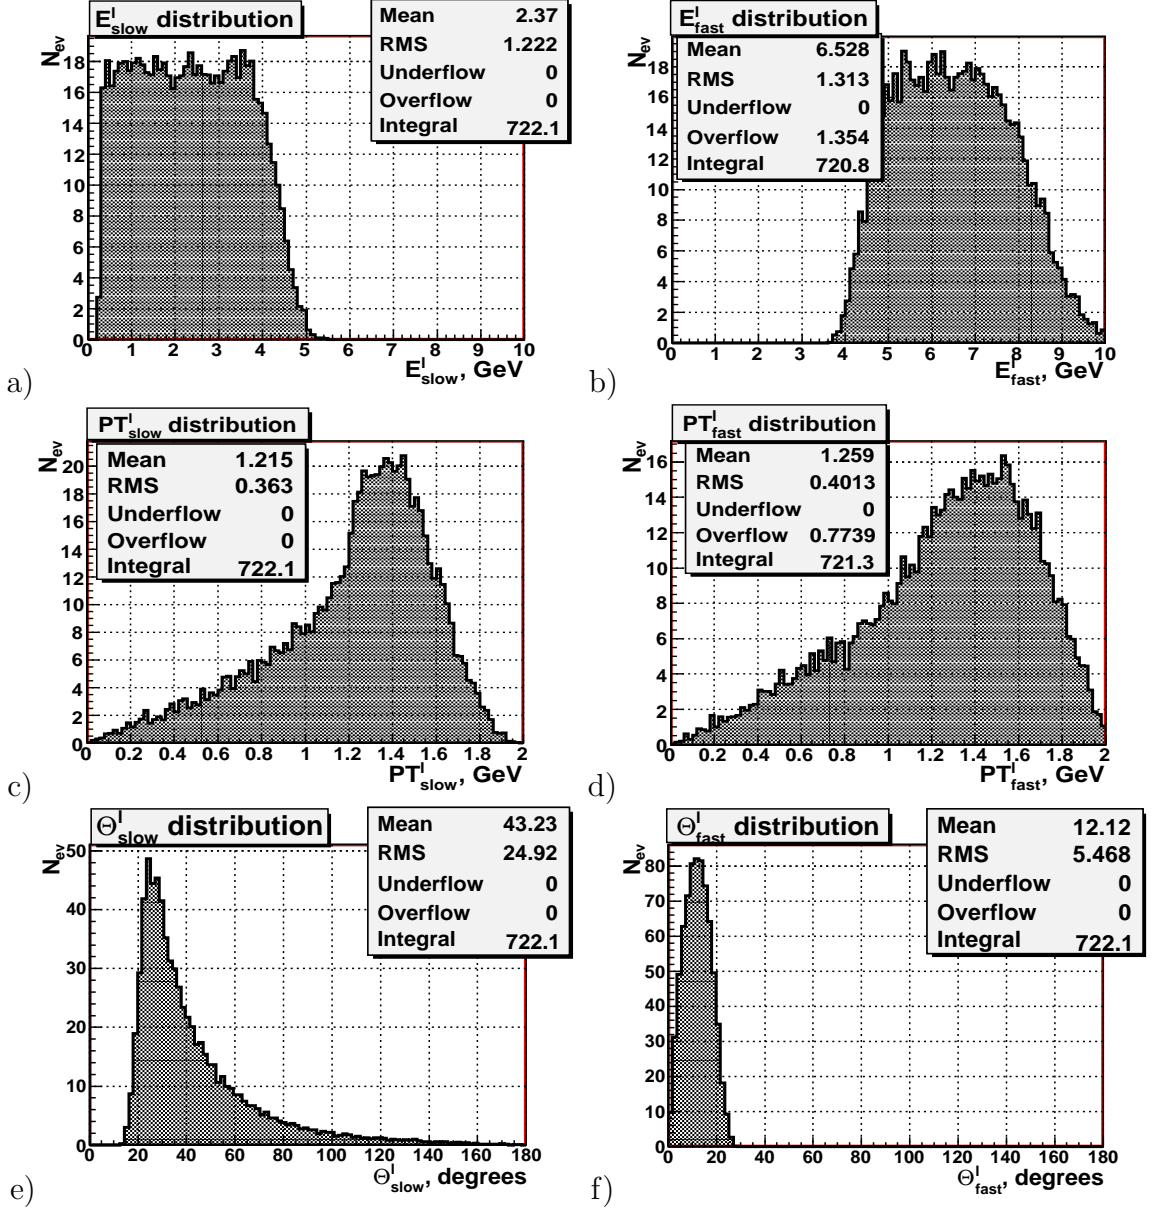 E^l_slow distribution
Mean 2.37
RMS 1.222
Underflow 0
Overflow 0
Integral 722.1
N_ev
18
16
14
12
10
8
6
4
2
0
0 1 2 3 4 5 6 7 8 9 10
E^l_slow, GeV
a)
E^l_fast distribution
Mean 6.528
RMS 1.313
Underflow 0
Overflow 1.354
Integral 720.8
N_ev
18
16
14
12
10
8
6
4
2
0
0 1 2 3 4 5 6 7 8 9 10
E^l_fast, GeV
b)
PT^l_slow distribution
Mean 1.215
RMS 0.363
Underflow 0
Overflow 0
Integral 722.1
N_ev
20
18
16
14
12
10
8
6
4
2
0
0 0.2 0.4 0.6 0.8 1 1.2 1.4 1.6 1.8 2
PT^l_slow, GeV
c)
PT^l_fast distribution
Mean 1.259
RMS 0.4013
Underflow 0
Overflow 0.7739
Integral 721.3
N_ev
16
14
12
10
8
6
4
2
0
0 0.2 0.4 0.6 0.8 1 1.2 1.4 1.6 1.8 2
PT^l_fast, GeV
d)
Θ^l_slow distribution
Mean 43.23
RMS 24.92
Underflow 0
Overflow 0
Integral 722.1
N_ev
50
40
30
20
10
0
0 20 40 60 80 100 120 140 160 180
Θ^l_slow, degrees
e)
Θ^l_fast distribution
Mean 12.12
RMS 5.468
Underflow 0
Overflow 0
Integral 722.1
N_ev
80
70
60
50
40
30
20
10
0
0 20 40 60 80 100 120 140 160 180
Θ^l_fast, degrees
f)